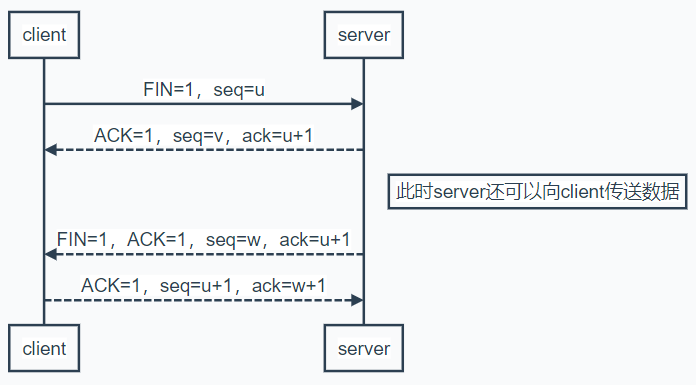 client
server
FIN=1，seq=u
ACK=1，seq=v，ack=u+1
此时server还可以向client传送数据
FIN=1，ACK=1，seq=w，ack=u+1
ACK=1，seq=u+1，ack=w+1
client
server